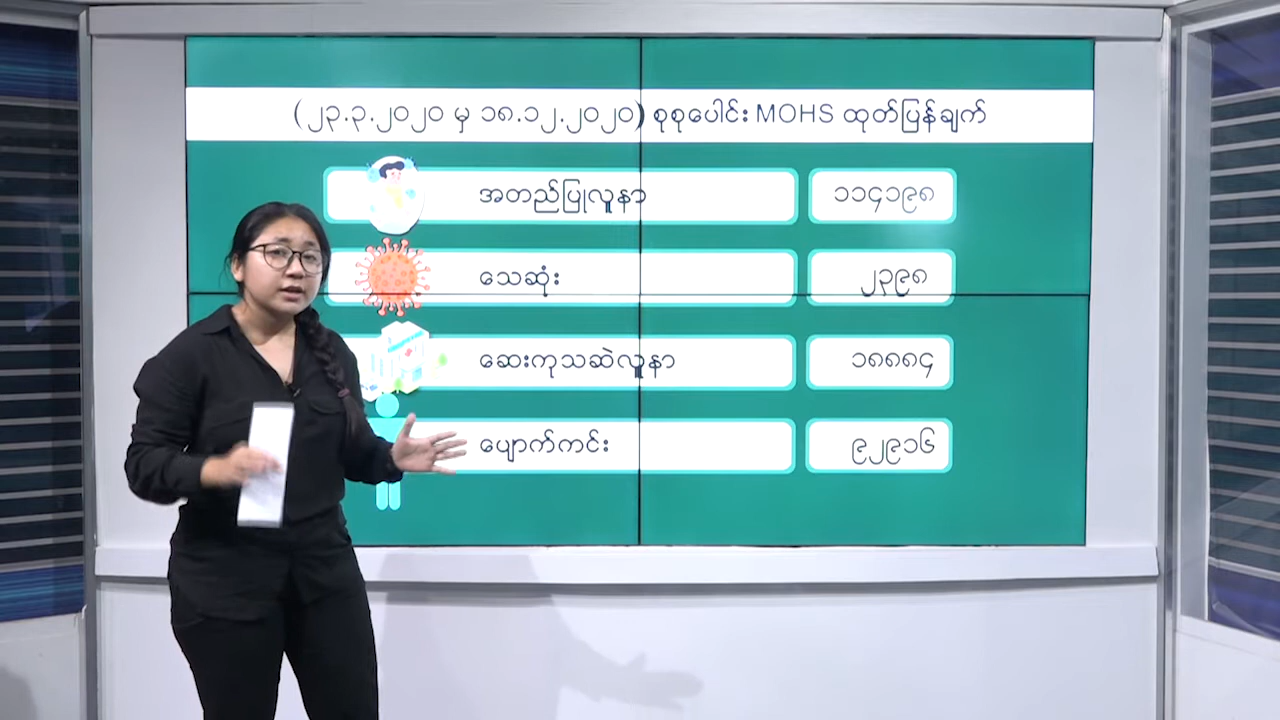 (၂၃.၃.၂၀၂၀ မှ ၁၈.၁၂.၂၀၂၀) စုစုပေါင်း MOHS ထုတ်ပြန်ချက်
အတည်ပြုလူနာ ၁၁၄၁၉၈
သေဆုံး ၂၃၉၈
ဆေးကုသဆဲလူနာ ၁၈၈၈၄
ပျောက်ကင်း ၉၂၉၁၆